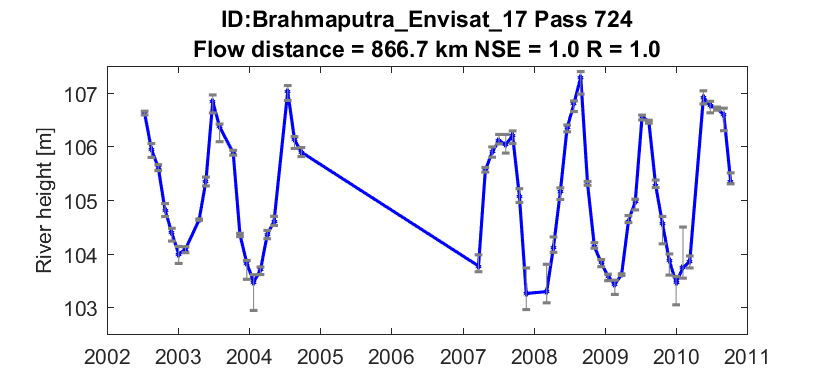 ID:Brahmaputra_Envisat_17 Pass 724
Flow distance = 866.7 km NSE = 1.0 R = 1.0
River height [m]
107
106
105
104
103
2002 2003 2004 2005 2006 2007 2008 2009 2010 2011